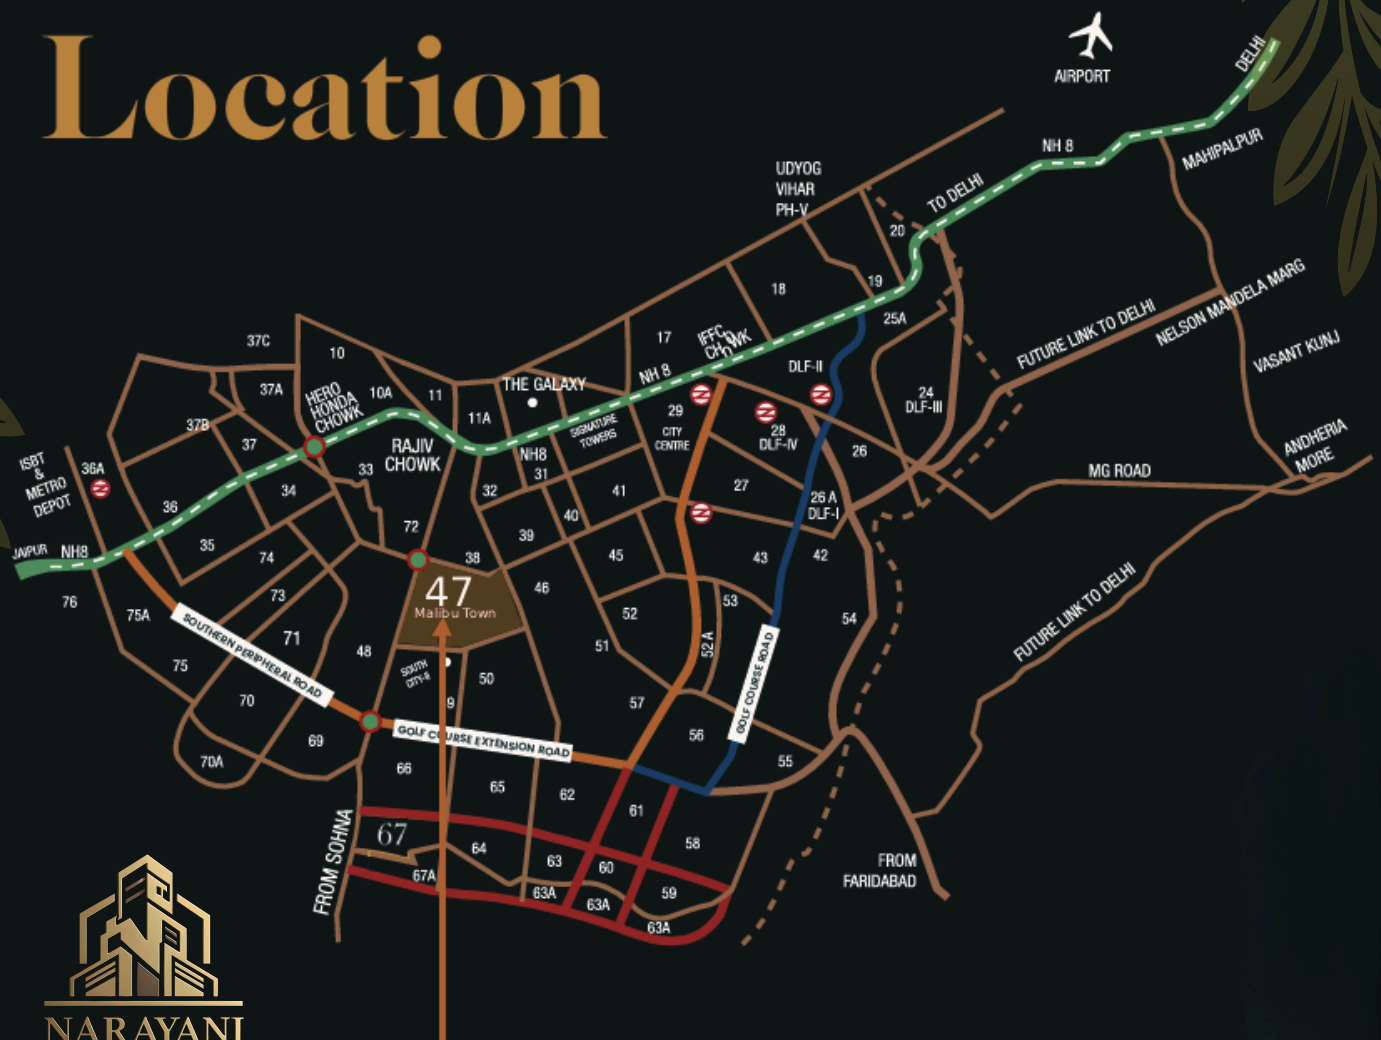 Location
AIRPORT
DELHI
NH 8
MAHIPALPUR
UDYOG
VIHAR
PH-V
TO DELHI
20
19
18
25A
NELSON MANDELA MARG
FUTURE LINK TO DELHI
VASANT KUNJ
37C
10
17
NH 8
DLF-II
37A
HERO
HONDA
CHOWK
10A
11
11A
THE GALAXY
24
DLF-III
37B
37
29
CITY
CENTRE
28
DLF-IV
SIGNATURE
TOWERS
26
ANDHERIA
MORE
RAJIV
CHOWK
NH8
31
ISBT
&
METRO
DEPOT
36A
33
34
32
41
27
26 A
DLF-I
MG ROAD
36
72
39
40
35
74
38
45
43
42
JAIPUR
NH8
76
75A
73
47
Malibu Town
46
52
53
54
FUTURE LINK TO DELHI
SOUTHERN PERIPHERAL ROAD
71
48
51
52 A
GOLF COURSE ROAD
75
70
SOUTH
CITY-II
50
9
57
56
55
69
70A
GOLF COURSE EXTENSION ROAD
66
65
62
61
58
FROM SOHNA
67
64
63
60
59
67A
63A
63A
63A
FROM
FARIDABAD
NARAYANI